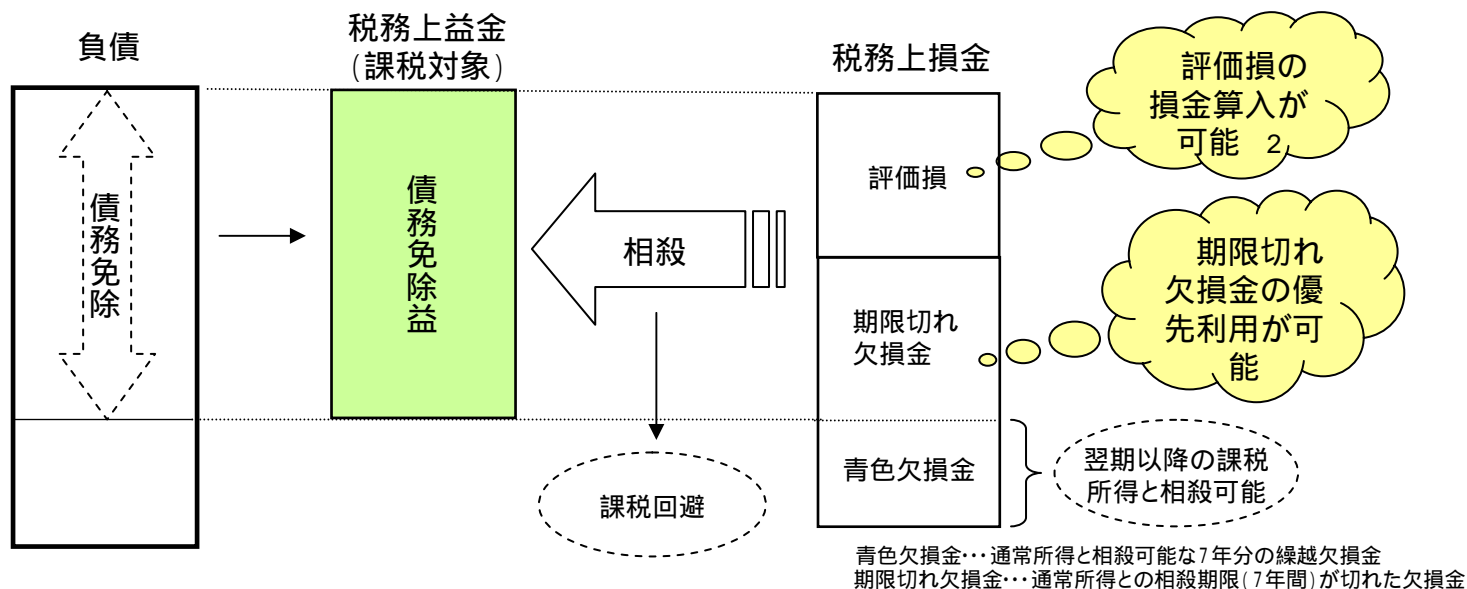 負債
税務上益金
(課税対象)
税務上損金
債務免除
債務免除益
相殺
課税回避
評価損
期限切れ
欠損金
青色欠損金
評価損の
損金算入が
可能 2
期限切れ
欠損金の優
先利用が可
能
翌期以降の課税
所得と相殺可能
青色欠損金･･･通常所得と相殺可能な7年分の繰越欠損金
期限切れ欠損金･･･通常所得との相殺期限(7年間)が切れた欠損金